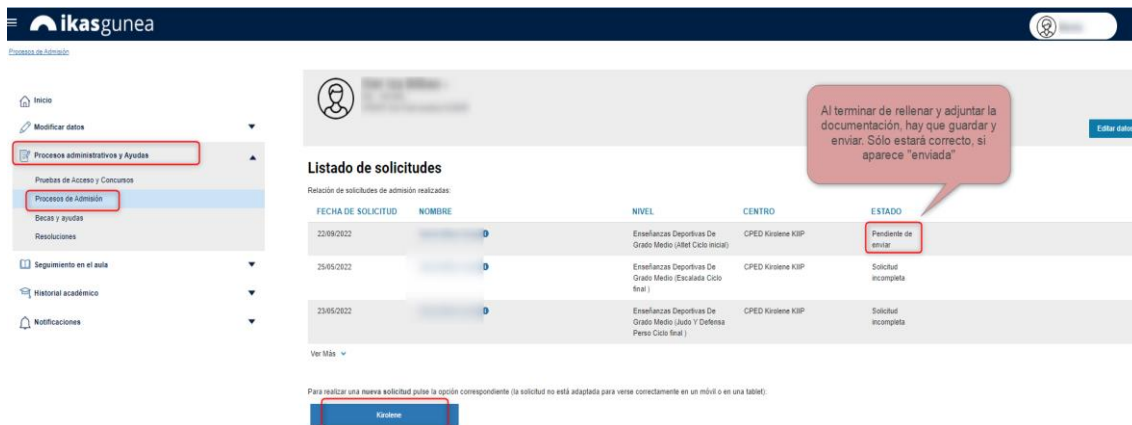 ikasgunea
Procesos de Admisión
Inicio
Modificar datos
Procesos administrativos y Ayudas
Pruebas de Acceso y Concursos
Procesos de Admisión
Becas y ayudas
Resoluciones
Seguimiento en el aula
Historial académico
Notificaciones
Al terminar de rellenar y adjuntar la
documentación, hay que guardar y
enviar. Sólo estará correcto, si
aparece "enviada"
Editar datos
Listado de solicitudes
Relación de solicitudes de admisión realizadas:
FECHA DE SOLICITUD NOMBRE NIVEL CENTRO ESTADO
22/09/2022 Enseñanzas Deportivas De CPED Kirolene KIIP Pendiente de
Grado Medio (Atlet Ciclo inicial) enviar
25/05/2022 Enseñanzas Deportivas De CPED Kirolene KIIP Solicitud
Grado Medio (Escalada Ciclo incompleta
final )
23/05/2022 Enseñanzas Deportivas De CPED Kirolene KIIP Solicitud
Grado Medio (Judo Y Defensa incompleta
Perso Ciclo final )
Ver Más
Para realizar una nueva solicitud pulse la opción correspondiente (la solicitud no está adaptada para verse correctamente en un móvil o en una tablet):
Kirolene